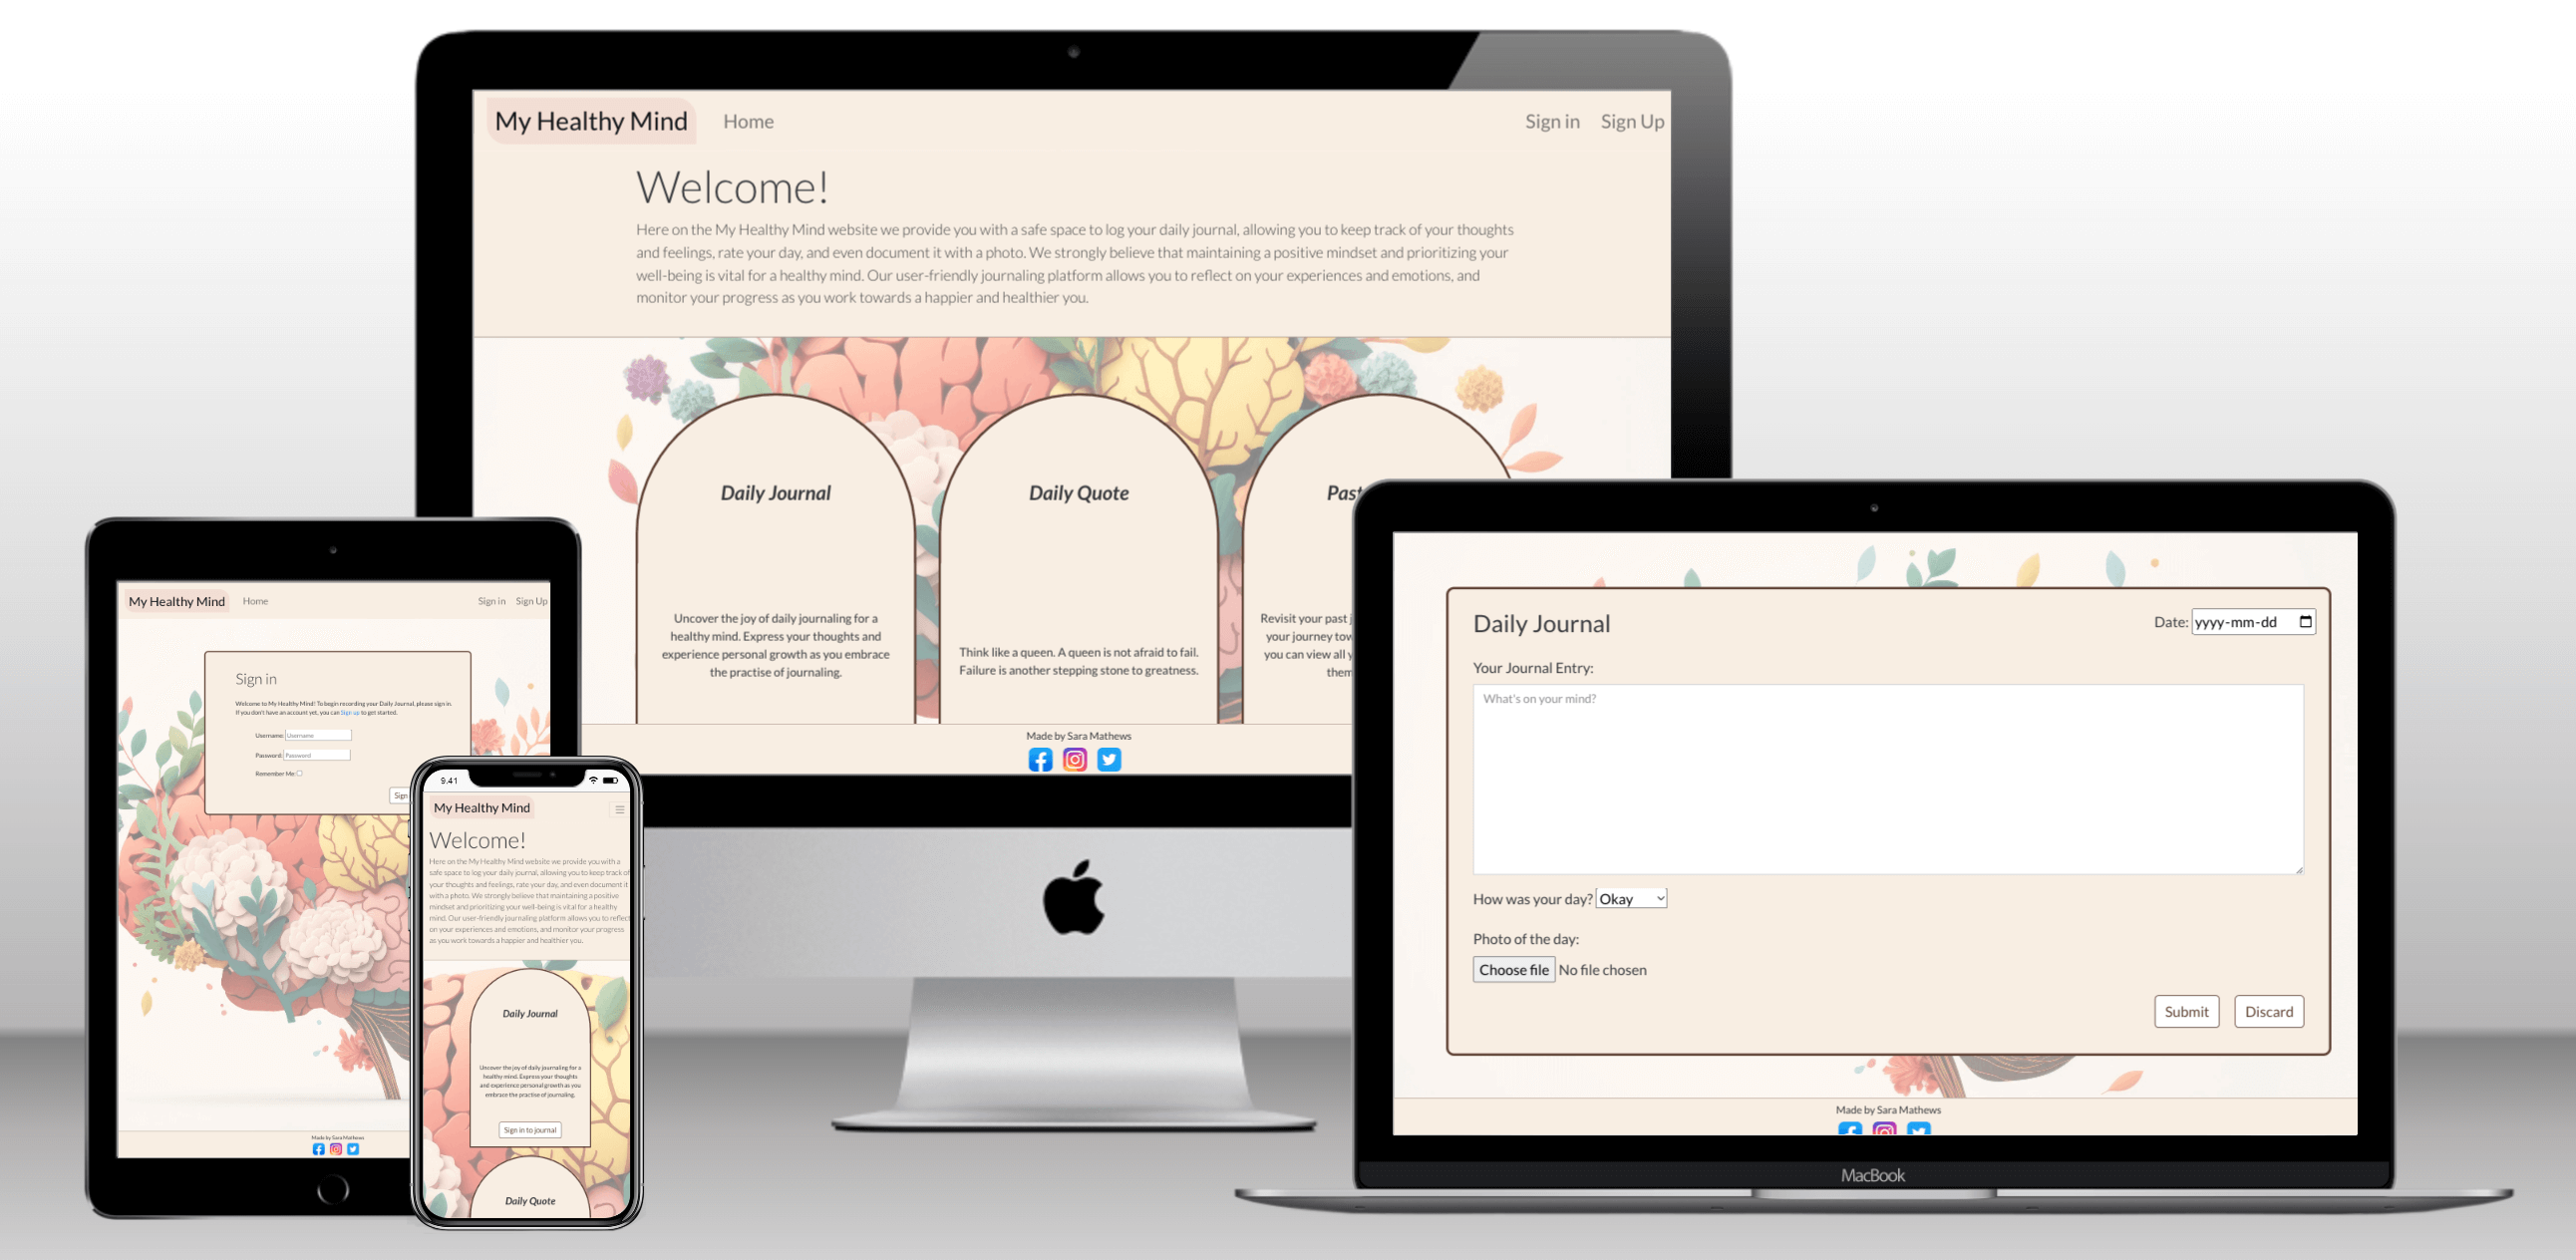 My Healthy Mind
Home
Sign in
Sign Up
Welcome!
Here on the My Healthy Mind website we provide you with a safe space to log your daily journal, allowing you to keep track of your thoughts
and feelings, rate your day, and even document it with a photo. We strongly believe that maintaining a positive mindset and prioritizing your
well-being is vital for a healthy mind. Our user-friendly journaling platform allows you to reflect on your experiences and emotions, and
monitor your progress as you work towards a happier and healthier you.
Daily Journal
Uncover the joy of daily journaling for a
healthy mind. Express your thoughts and
experience personal growth as you embrace
the practise of journaling.
Daily Quote
Think like a queen. A queen is not afraid to fail.
Failure is another stepping stone to greatness.
Past
Revisit your past
your journey
you can view all
Made by Sara Mathews
My Healthy Mind
Home
Sign in
Sign Up
Sign in
Welcome to My Healthy Mind! To begin recording your Daily Journal, please sign in.
If you don't have an account yet, you can Sign up to get started.
Username:
Username
Password:
Password
Remember Me:
Sign
Made by Sara Mathews
9.41
My Healthy Mind
Welcome!
Here on the My Healthy Mind website we provide you with a
safe space to log your daily journal, allowing you to keep track of
your thoughts and feelings, rate your day, and even document it
with a photo. We strongly believe that maintaining a positive
mindset and prioritizing your well-being is vital for a healthy
mind. Our user-friendly journaling platform allows you to reflect
on your experiences and emotions, and monitor your progress
as you work towards a happier and healthier you.
Daily Journal
Uncover the joy of daily journaling for a
healthy mind. Express your thoughts
and experience personal growth as you
embrace the practise of journaling.
Sign in to journal
Daily Quote
Daily Journal
Date:
yyyy-mm-dd
Your Journal Entry:
What's on your mind?
How was your day? Okay
Photo of the day:
Choose file No file chosen
Submit
Discard
Made by Sara Mathews
MacBook